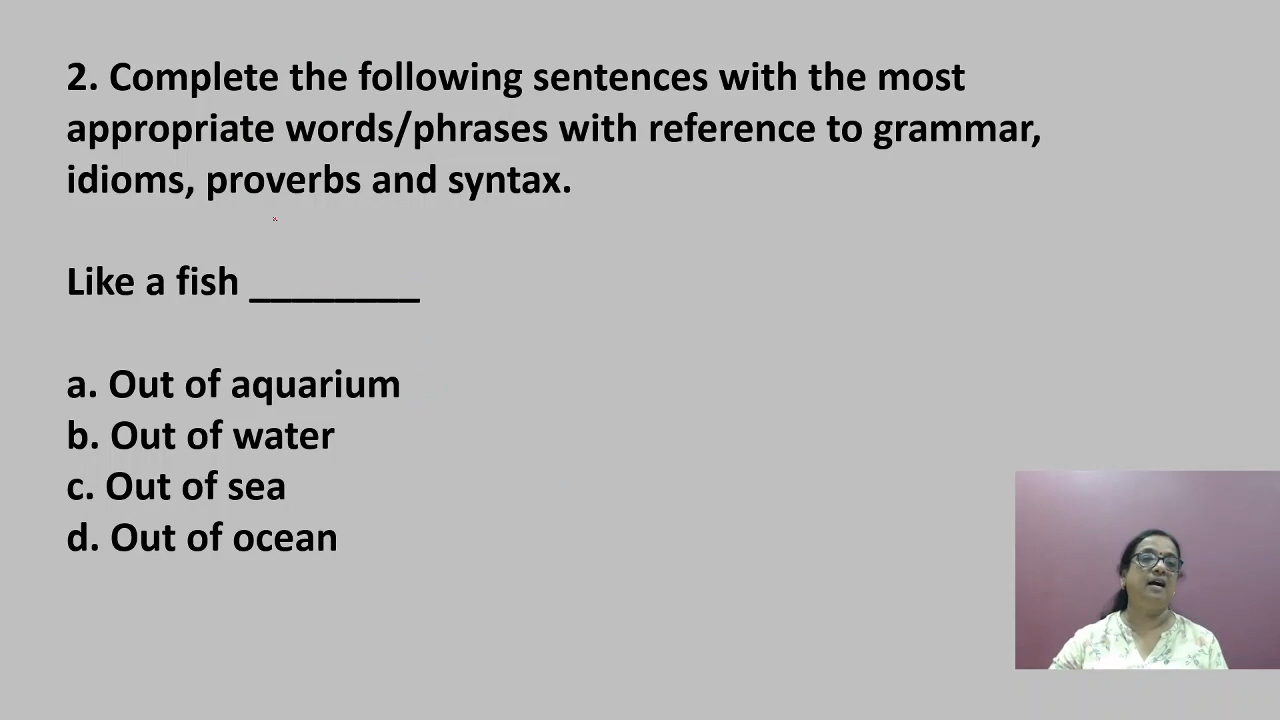 2. Complete the following sentences with the most
appropriate words/phrases with reference to grammar,
idioms, proverbs and syntax.
Like a fish ________
a. Out of aquarium
b. Out of water
c. Out of sea
d. Out of ocean